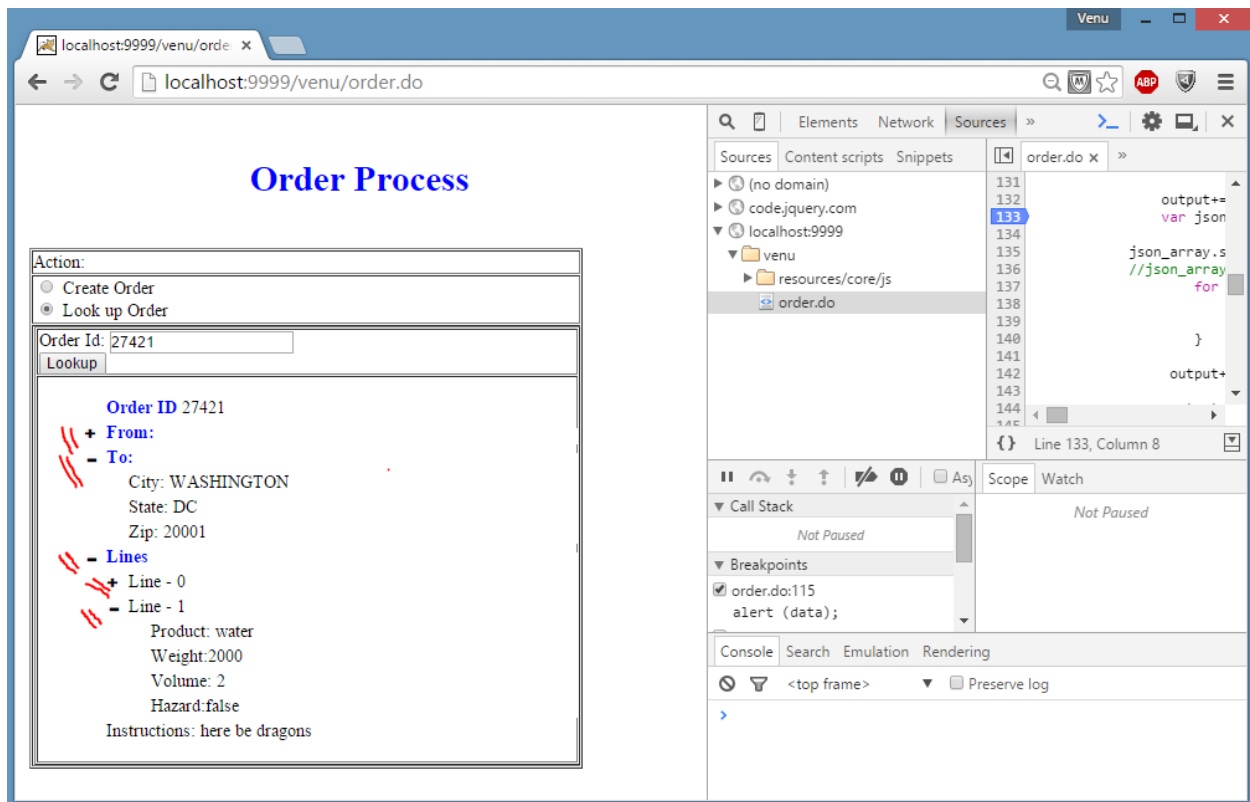 Venu
localhost:9999/venu/orde
localhost:9999/venu/order.do
ABP
Order Process
Action:
Create Order
Look up Order
Order Id: 27421
Lookup
Order ID 27421
+ From:
- To:
City: WASHINGTON
State: DC
Zip: 20001
- Lines
+ Line - 0
- Line - 1
Product: water
Weight:2000
Volume: 2
Hazard:false
Instructions: here be dragons
Elements Network Sources »
Sources Content scripts Snippets
(no domain)
code.jquery.com
localhost:9999
venu
resources/core/js
order.do
order.do × »
131
132 output+=
133 var json
134
135 json_array.s
136 //json_array
137 for
138
139
140 }
141
142 output+
143
144
145
{} Line 133, Column 8
Asy
Scope Watch
Call Stack
Not Paused
Not Paused
Breakpoints
order.do:115
alert (data);
Console Search Emulation Rendering
<top frame> Preserve log
>